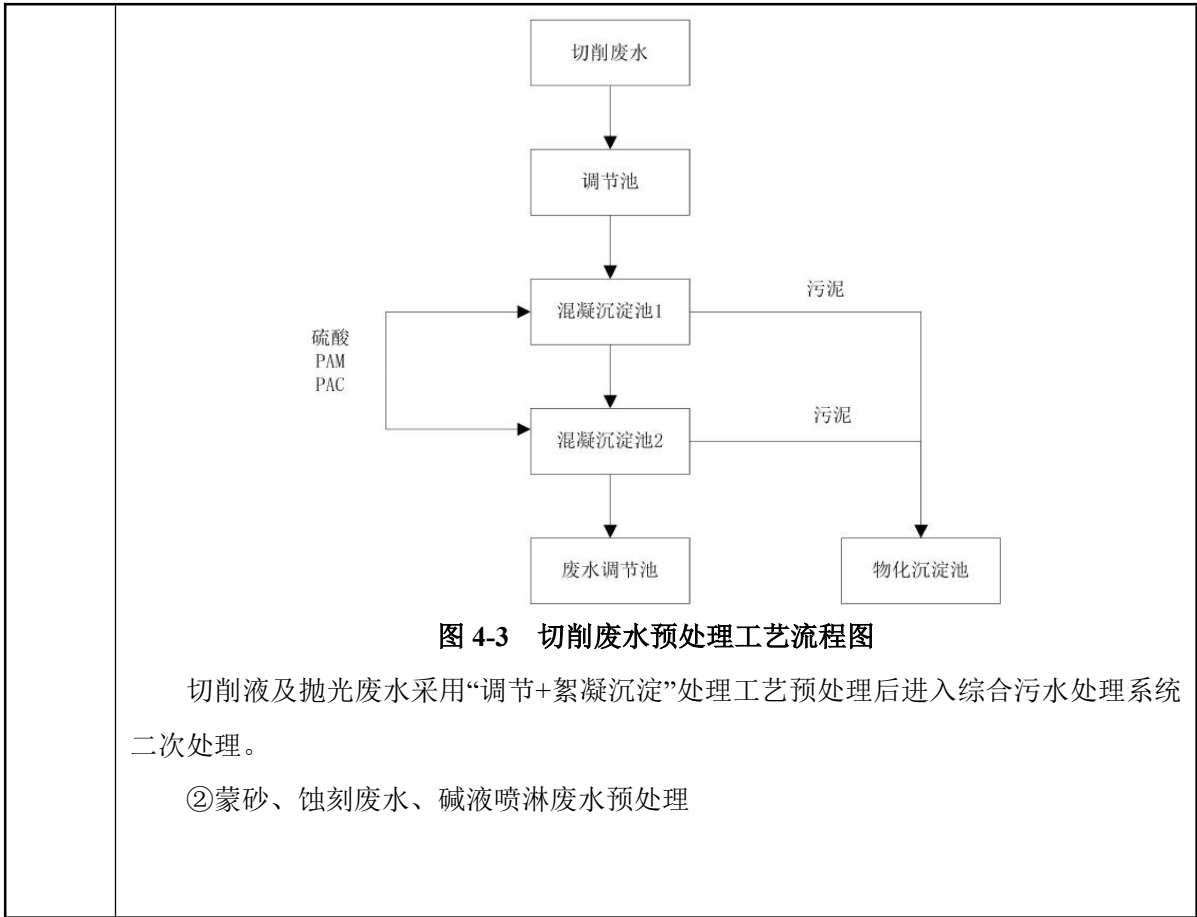 切削废水
调节池
混凝沉淀池1
污泥
硫酸
PAM
PAC
混凝沉淀池2
污泥
废水调节池
物化沉淀池
图 4-3 切削废水预处理工艺流程图
切削液及抛光废水采用“调节+絮凝沉淀”处理工艺预处理后进入综合污水处理系统
二次处理。
②蒙砂、蚀刻废水、碱液喷淋废水预处理